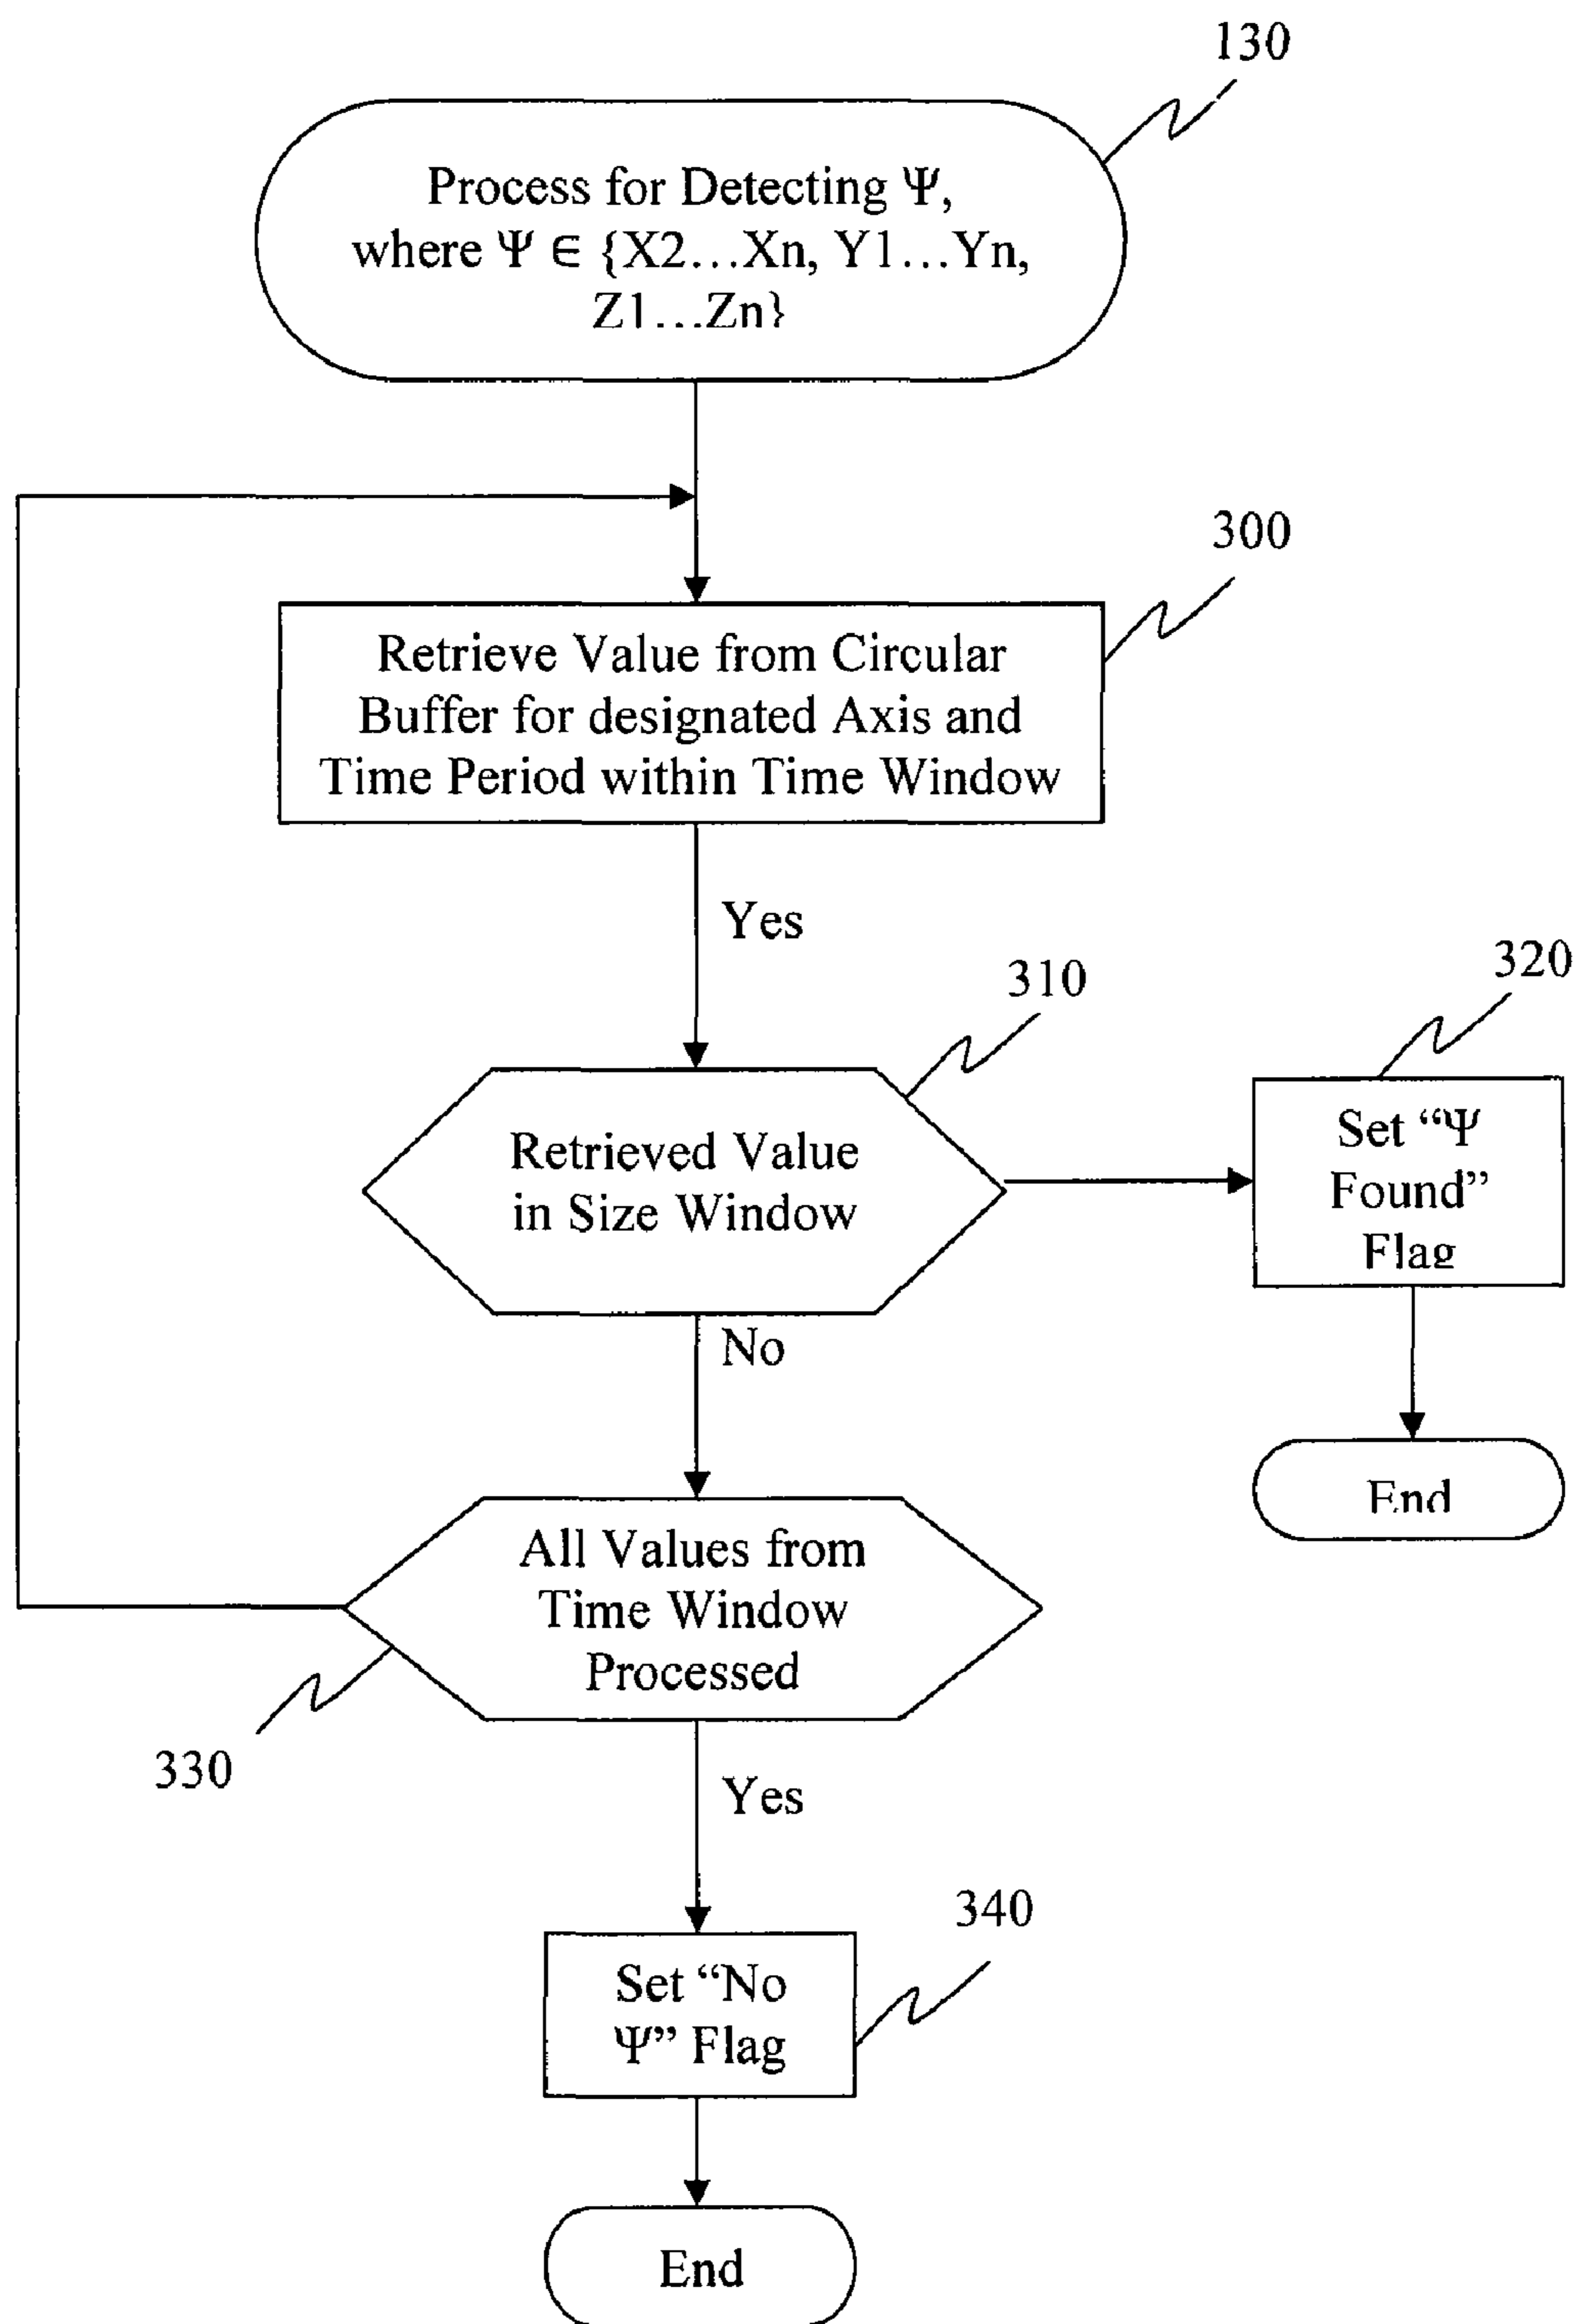 130
Process for Detecting Ψ,
where Ψ ∈ {X2…Xn, Y1…Yn,
Z1…Zn}
300
Retrieve Value from Circular
Buffer for designated Axis and
Time Period within Time Window
Yes
310
320
Retrieved Value
in Size Window
Set “Ψ
Found”
Flag
No
End
All Values from
Time Window
Processed
330
Yes
340
Set “No
Ψ” Flag
End